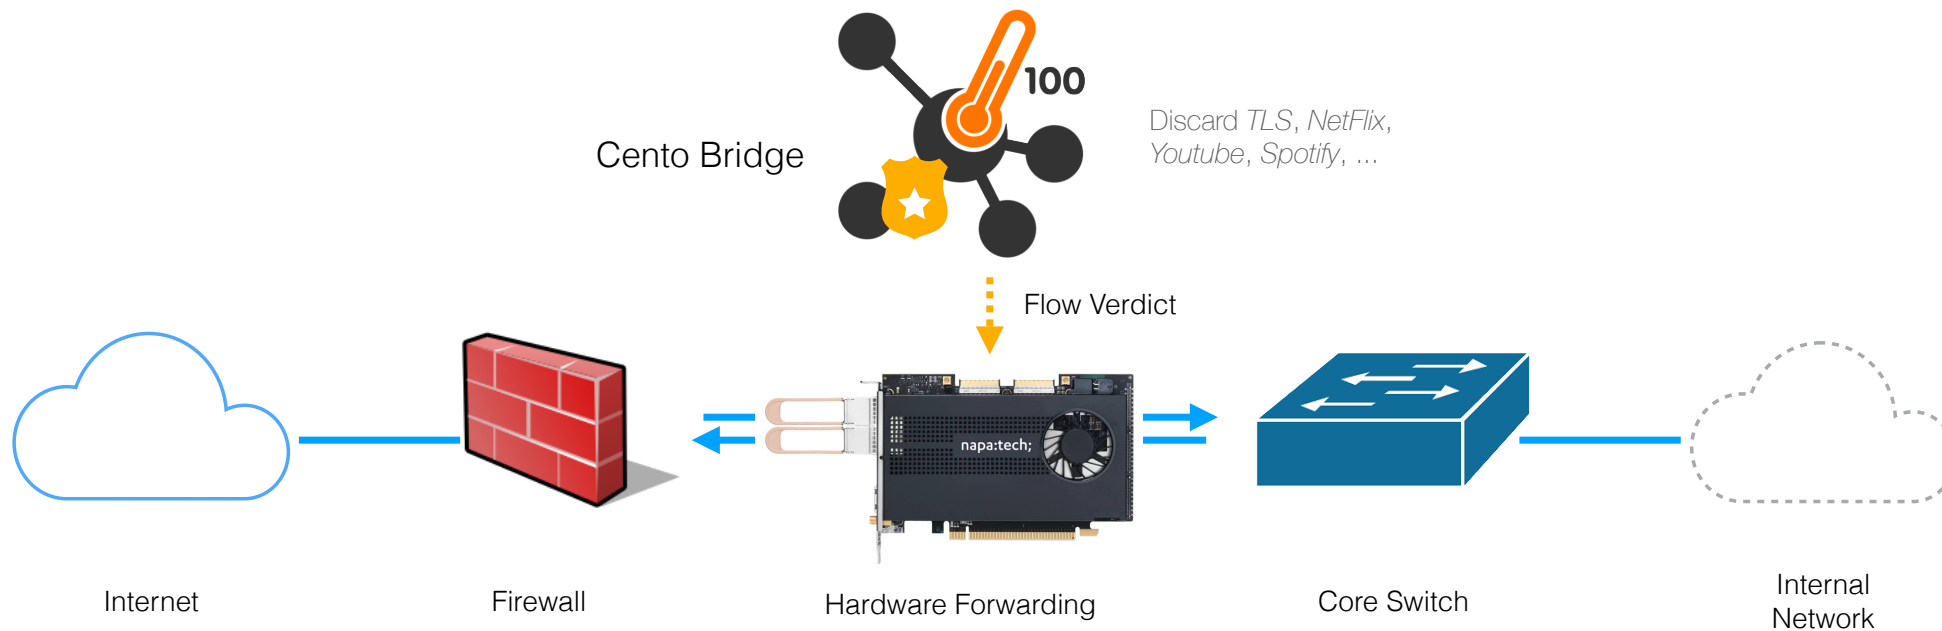 100
Discard TLS, NetFlix,
Youtube, Spotify, ...
Cento Bridge
Flow Verdict
napa:tech;
Internet
Firewall
Hardware Forwarding
Core Switch
Internal
Network